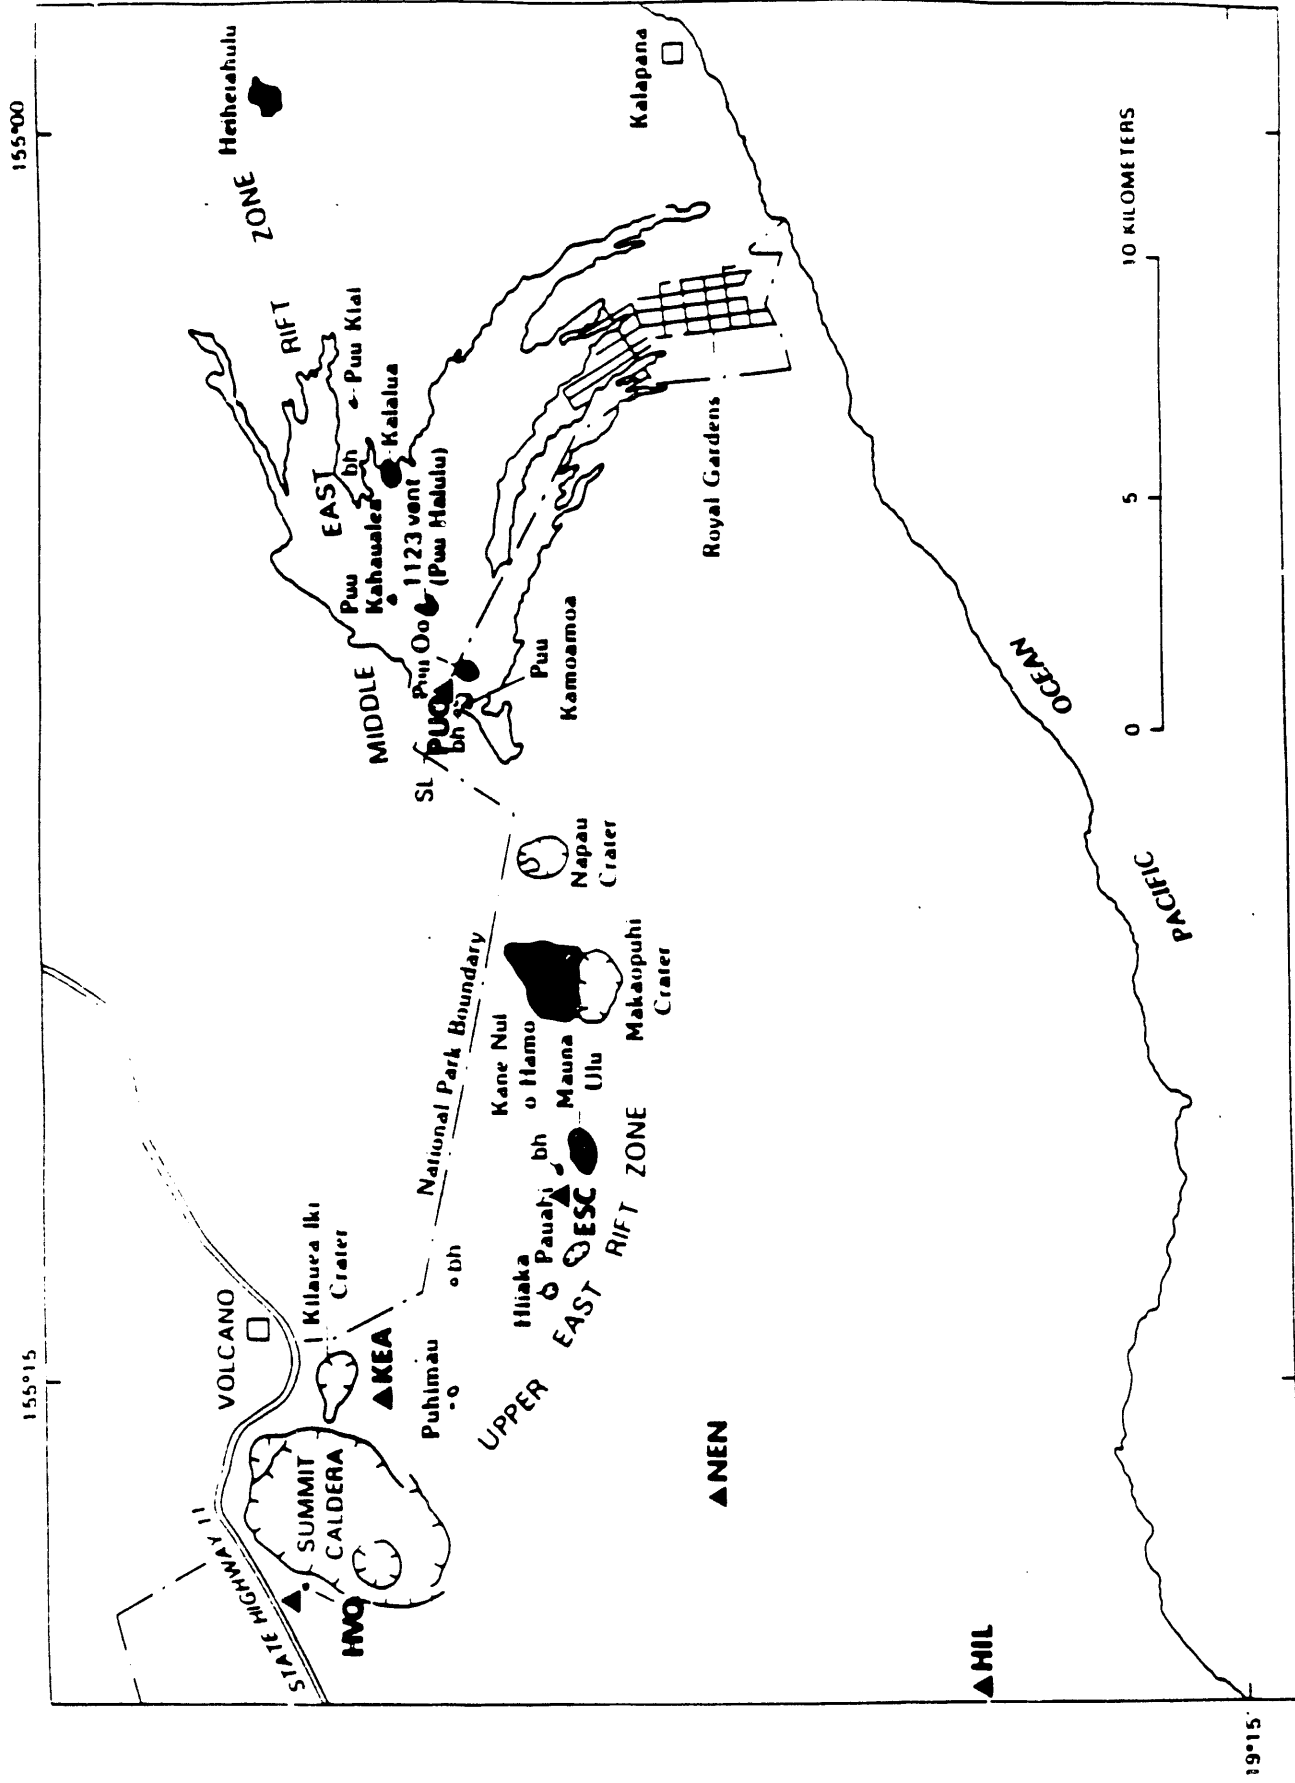 155°15
155°00
STATE HIGHWAY 11
VOLCANO
Kilauea Iki
Crater
SUMMIT
CALDERA
HVO
KEA
Puhimau
bh
National Park Boundary
UPPER
EAST
RIFT
ZONE
Hiiaka
Pauahi
ESC
bh
Mauna
Ulu
Kane Nui
o Hamo
Makaopuhi
Crater
Napau
Crater
SL
MIDDLE
EAST
RIFT
ZONE
Heiheiahulu
Puu Oo
PUO
bh
Puu
Kamoamoa
Puu
Kahaualea
1123 vent
(Puu Halulu)
bh
Kalalua
Puu Kiai
Royal Gardens
Kalapana
NEN
HIL
PACIFIC
OCEAN
0
5
10 KILOMETERS
19°15